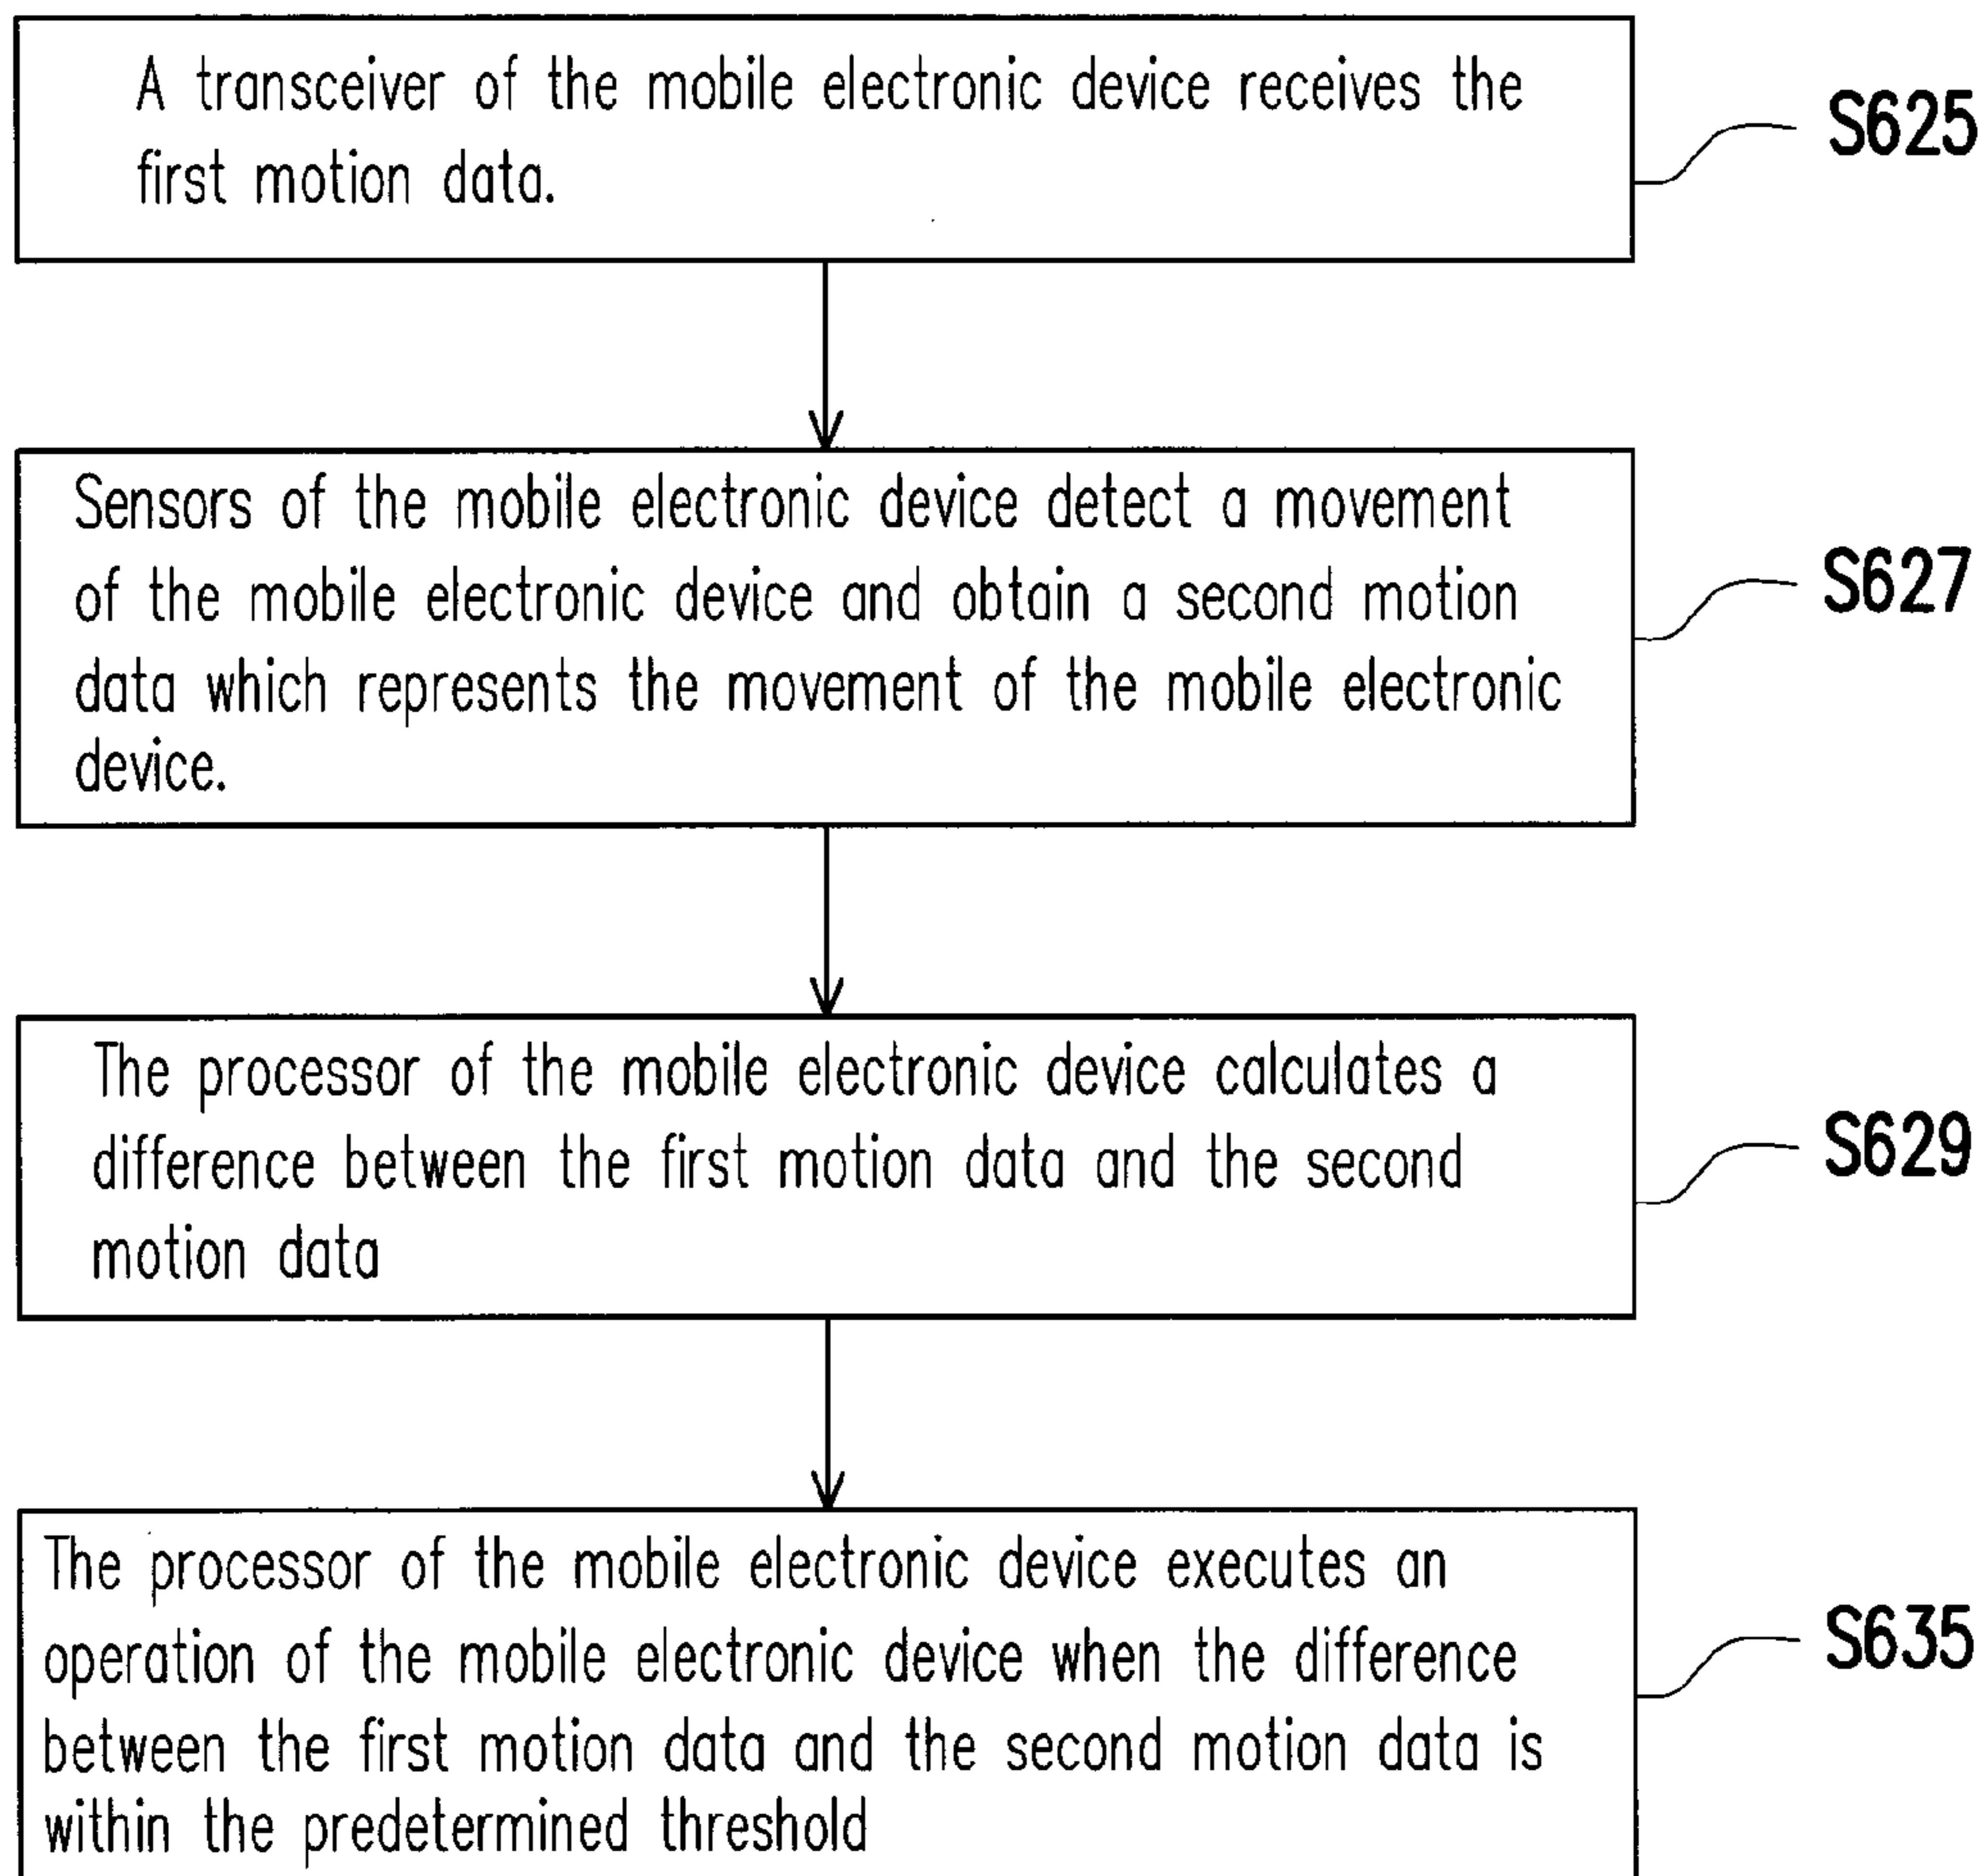 A transceiver of the mobile electronic device receives the
first motion data.
S625
Sensors of the mobile electronic device detect a movement
of the mobile electronic device and obtain a second motion
data which represents the movement of the mobile electronic
device.
S627
The processor of the mobile electronic device calculates a
difference between the first motion data and the second
motion data
S629
The processor of the mobile electronic device executes an
operation of the mobile electronic device when the difference
between the first motion data and the second motion data is
within the predetermined threshold
S635